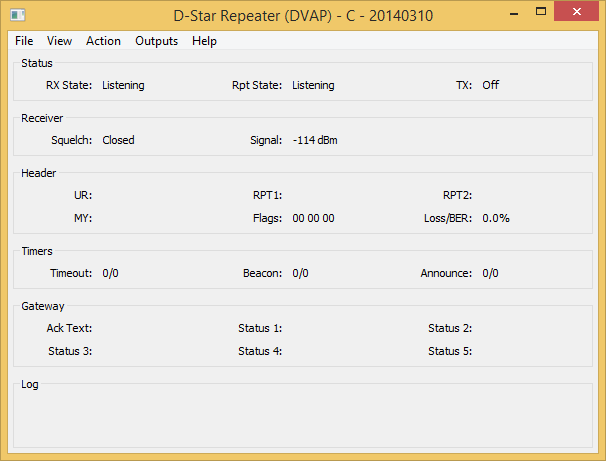 D-Star Repeater (DVAP) - C - 20140310
File View Action Outputs Help
Status
RX State: Listening Rpt State: Listening TX: Off
Receiver
Squelch: Closed Signal: -114 dBm
Header
UR: RPT1: RPT2:
MY: Flags: 00 00 00 Loss/BER: 0.0%
Timers
Timeout: 0/0 Beacon: 0/0 Announce: 0/0
Gateway
Ack Text: Status 1: Status 2:
Status 3: Status 4: Status 5:
Log